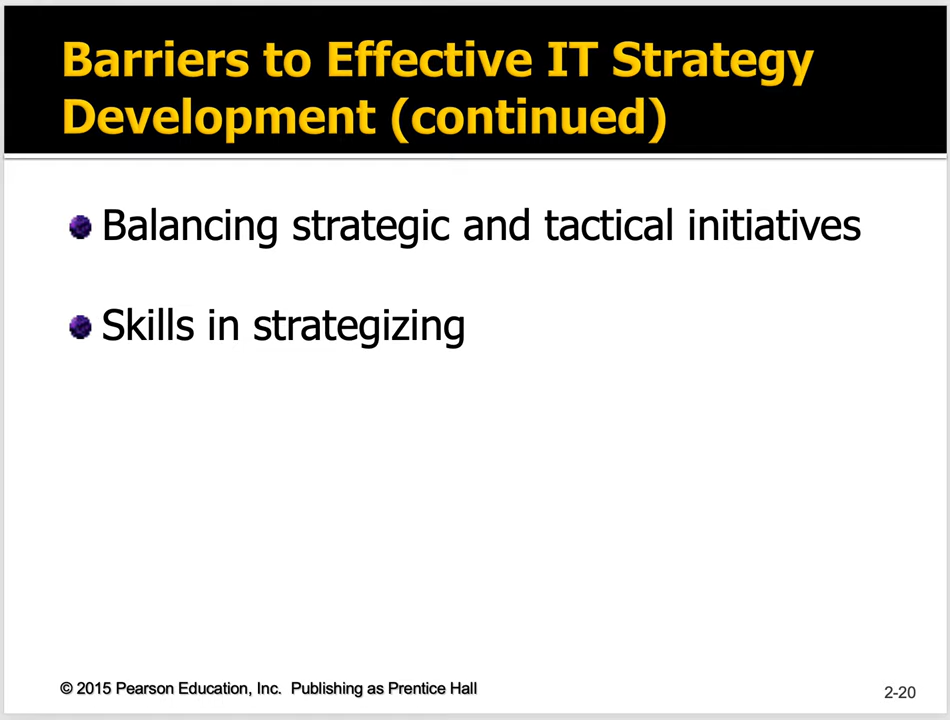 Barriers to Effective IT Strategy
Development (continued)
Balancing strategic and tactical initiatives
Skills in strategizing
© 2015 Pearson Education, Inc. Publishing as Prentice Hall
2-20